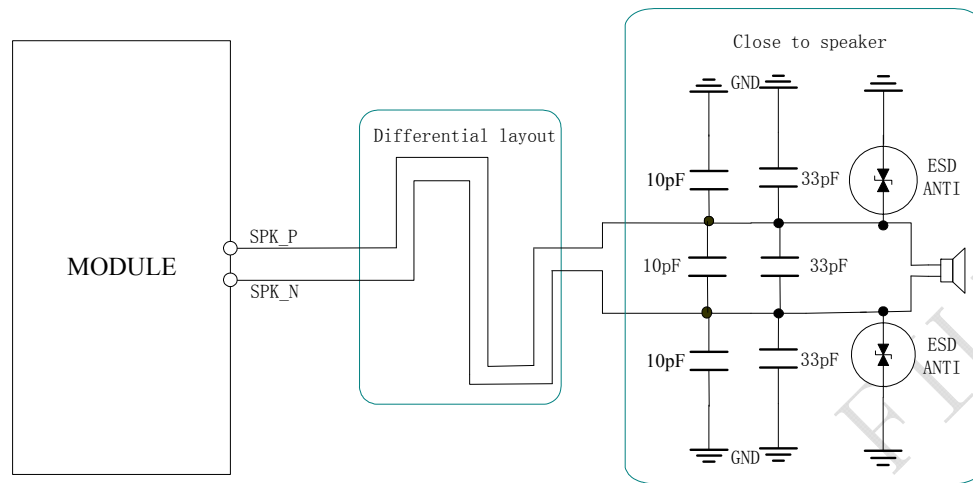 Close to speaker
GND
Differential layout
10pF
33pF
ESD
ANTI
SPK_P
MODULE
10pF
33pF
SPK_N
10pF
33pF
ESD
ANTI
GND